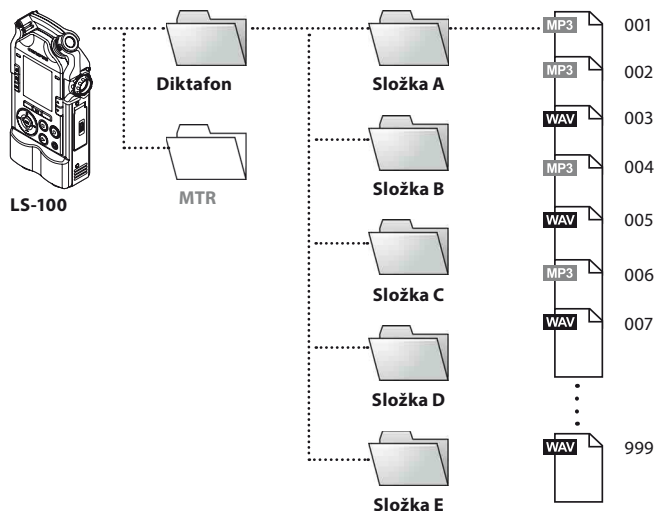 MP3 001
Diktafon
Složka A
MP3 002
WAV 003
MTR
Složka B
MP3 004
LS-100
WAV 005
Složka C
MP3 006
WAV 007
Složka D
WAV 999
Složka E